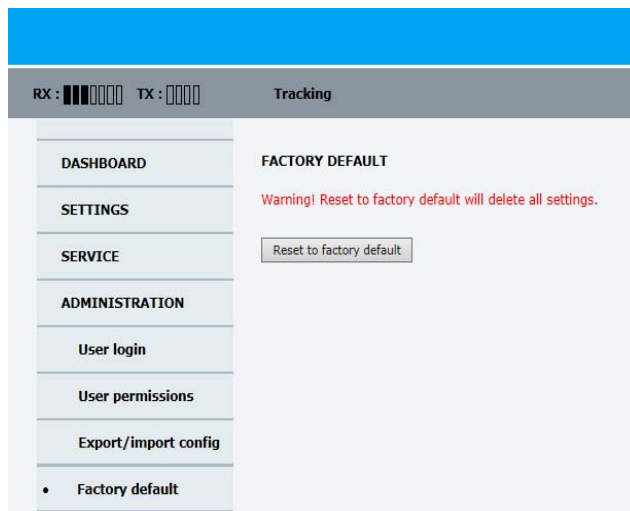 RX : TX : Tracking
DASHBOARD
SETTINGS
SERVICE
ADMINISTRATION
User login
User permissions
Export/import config
• Factory default
FACTORY DEFAULT
Warning! Reset to factory default will delete all settings.
Reset to factory default